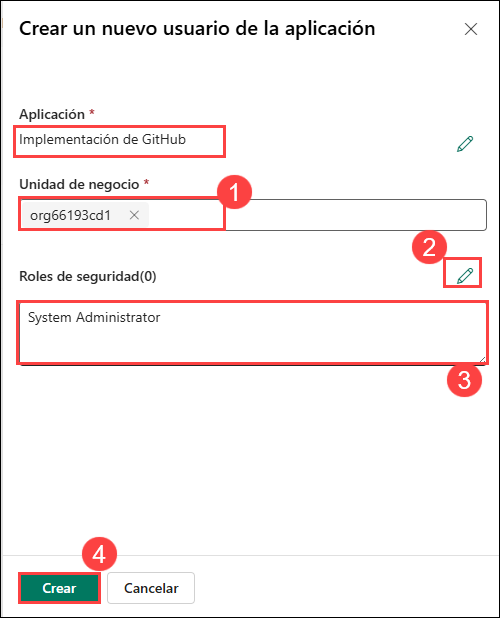 Crear un nuevo usuario de la aplicación
Aplicación *
Implementación de GitHub
Unidad de negocio *
1
org66193cd1
2
Roles de seguridad(0)
System Administrator
3
4
Crear Cancelar